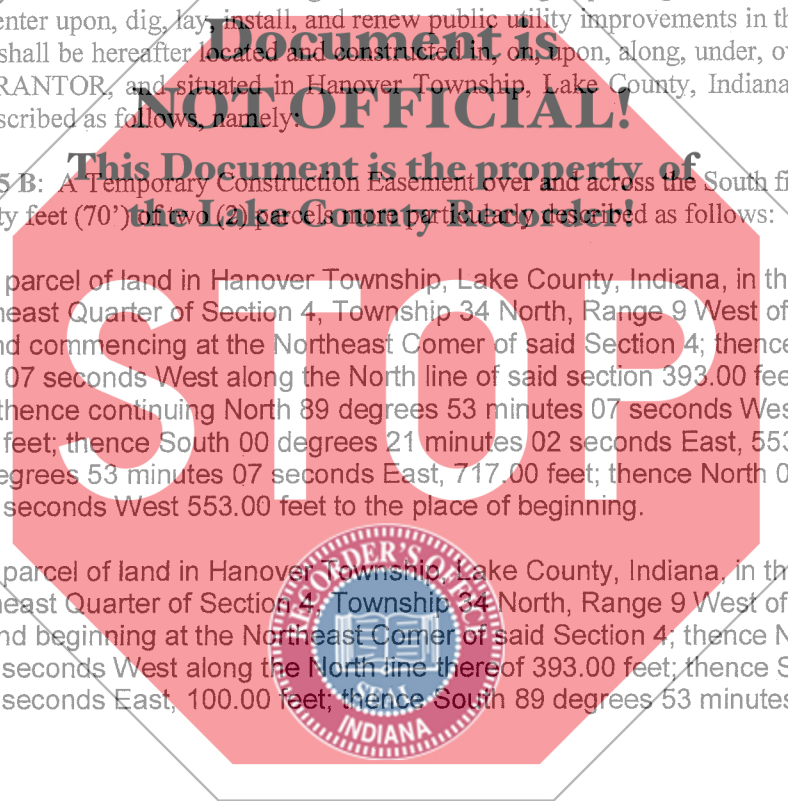 enter upon, dig, lay, install, and renew public utility improvements in th
Document is
shall be hereafter located and constructed in, on, upon, along, under, ov
RANTOR, and situated in Hanover Township, Lake County, Indiana
NOT OFFICIAL!
scribed as follows, namely:
This Document is the property of
5 B: A Temporary Construction Easement over and across the South fi
the Lake County Recorder!
ty feet (70') of two (2) parcels more particularly described as follows:
parcel of land in Hanover Township, Lake County, Indiana, in th
heast Quarter of Section 4, Township 34 North, Range 9 West of
nd commencing at the Northeast Comer of said Section 4; thence
07 seconds West along the North line of said section 393.00 fee
thence continuing North 89 degrees 53 minutes 07 seconds Wes
feet; thence South 00 degrees 21 minutes 02 seconds East, 553
egrees 53 minutes 07 seconds East, 717.00 feet; thence North 0
seconds West 553.00 feet to the place of beginning.
STOP
parcel of land in Hanover Township, Lake County, Indiana, in th
heast Quarter of Section 4, Township 34 North, Range 9 West of
nd beginning at the Northeast Comer of said Section 4; thence N
seconds West along the North line thereof 393.00 feet; thence S
seconds East, 100.00 feet; thence South 89 degrees 53 minutes
RECORDER'S OFFICE
SEAL
INDIANA